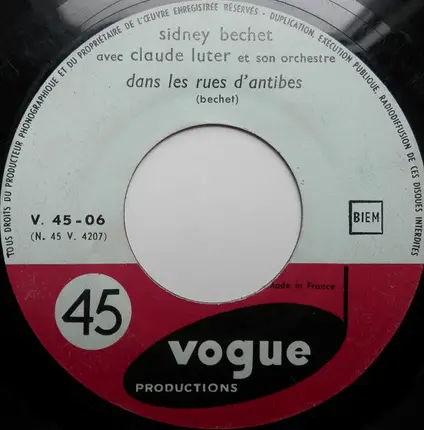 TOUS DROITS DU PRODUCTEUR PHONOGRAPHIQUE ET DU PROPRIÉTAIRE DE L'ŒUVRE ENREGISTRÉE RÉSERVÉS - DUPLICATION, EXÉCUTION PUBLIQUE, RADIODIFFUSION DE CES DISQUES INTERDITES
sidney bechet
avec claude luter et son orchestre
dans les rues d'antibes
(bechet)
V. 45-06
(N. 45 V. 4207)
BIEM
Made in France
45
vogue
PRODUCTIONS